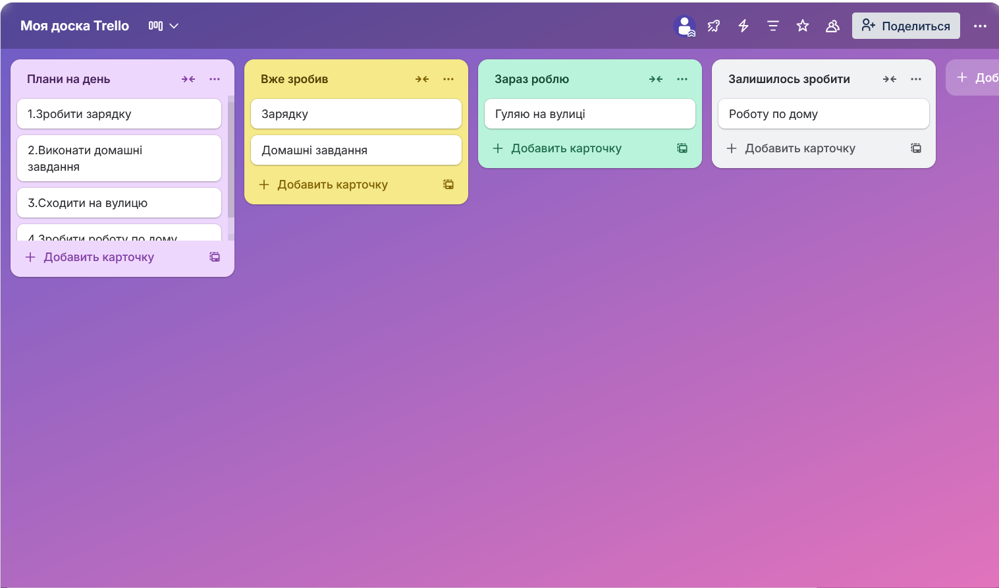 Моя доска Trello
Поделиться
Плани на день
1.Зробити зарядку
2.Виконати домашні
завдання
3.Сходити на вулицю
4.Зробити роботу по дому
Добавить карточку
Вже зробив
Зарядку
Домашні завдання
Добавить карточку
Зараз роблю
Гуляю на вулиці
Добавить карточку
Залишилось зробити
Роботу по дому
Добавить карточку
Доб